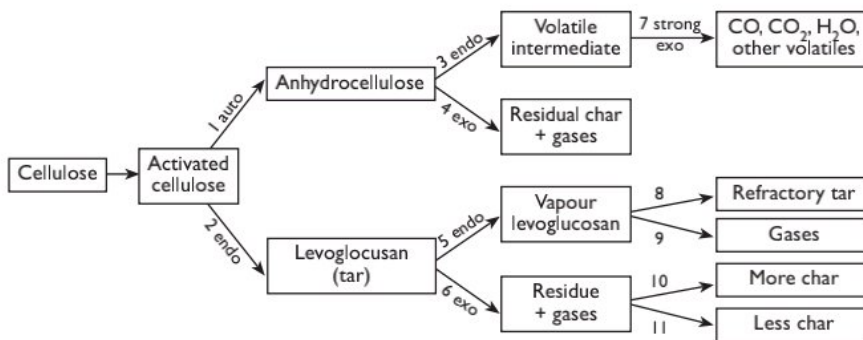 Cellulose
Activated
cellulose
1 auto
2 endo
Anhydrocellulose
3 endo
4 exo
Volatile
intermediate
7 strong
exo
CO, CO₂, H₂O,
other volatiles
Residual char
+ gases
Levoglocusan
(tar)
5 endo
6 exo
Vapour
levoglucosan
8
9
Refractory tar
Gases
Residue
+ gases
10
11
More char
Less char